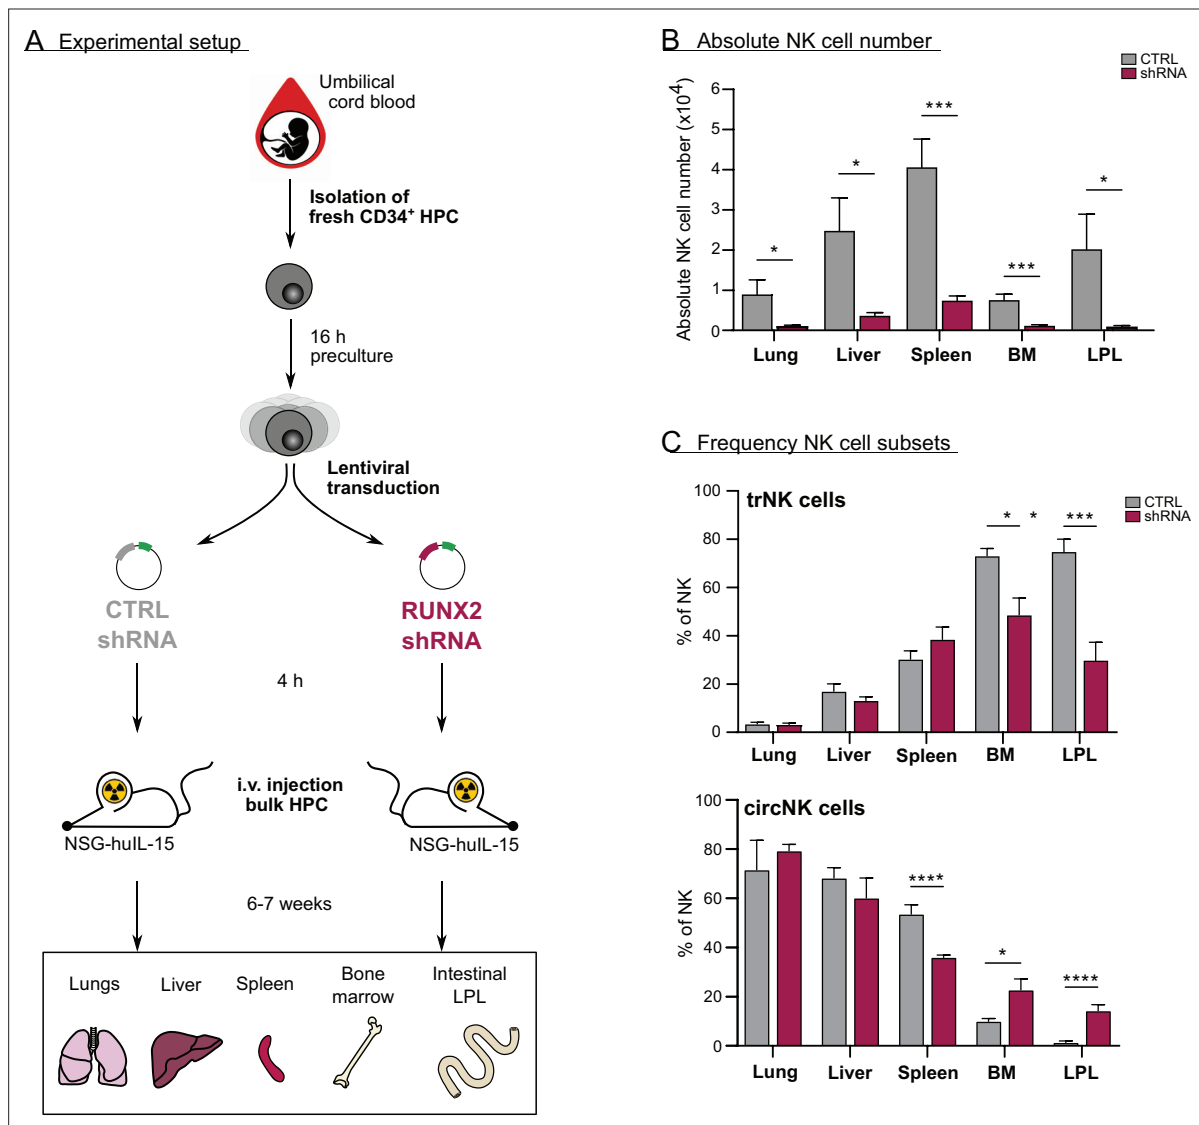 A Experimental setup
Umbilical
cord blood
Isolation of
fresh CD34⁺ HPC
16 h
preculture
Lentiviral
transduction
CTRL
shRNA
RUNX2
shRNA
4 h
i.v. injection
bulk HPC
NSG-huIL-15
NSG-huIL-15
6-7 weeks
Lungs
Liver
Spleen
Bone
marrow
Intestinal
LPL
B Absolute NK cell number
CTRL
shRNA
Absolute NK cell number (x10⁴)
6
5
4
3
2
1
0
*
*
***
***
*
Lung
Liver
Spleen
BM
LPL
C Frequency NK cell subsets
trNK cells
CTRL
shRNA
% of NK
100
80
60
40
20
0
* *
***
Lung
Liver
Spleen
BM
LPL
circNK cells
% of NK
100
80
60
40
20
0
****
*
****
Lung
Liver
Spleen
BM
LPL